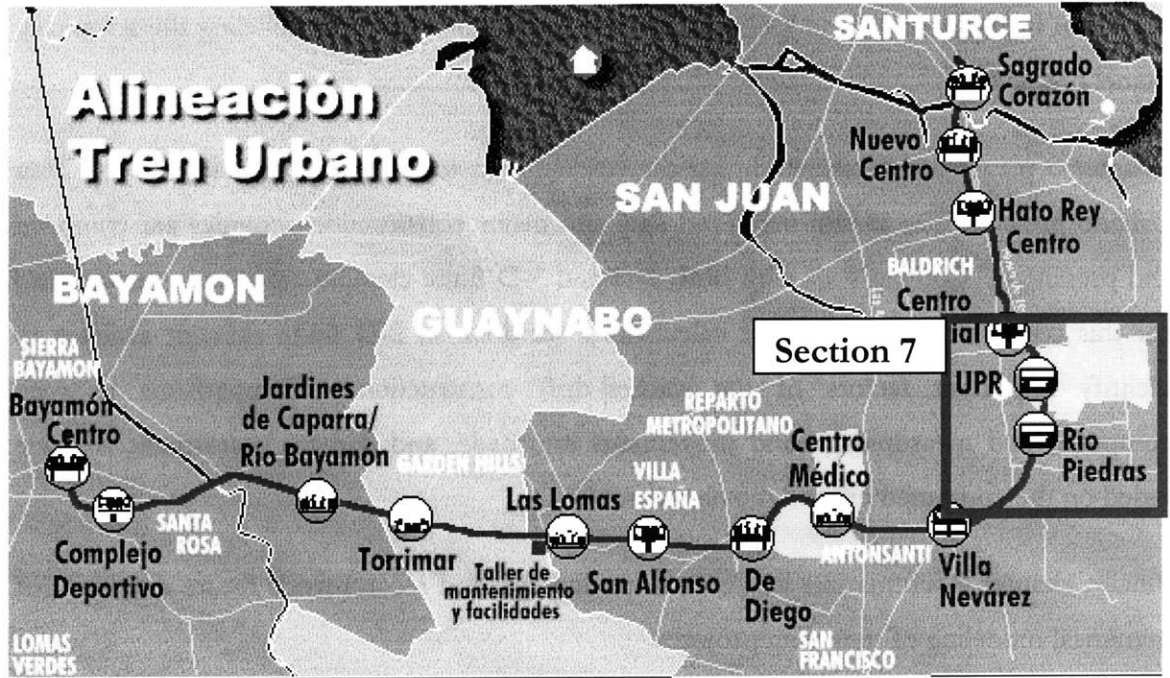 Alineación
Tren Urbano
SANTURCE
Sagrado
Corazón
Nuevo
Centro
SAN JUAN
Hato Rey
Centro
BALDRICH
BAYAMON
GUAYNABO
Centro
ial
Section 7
UPR
SIERRA
BAYAMON
Bayamón
Centro
Jardines
de Caparra/
Río Bayamón
REPARTO
METROPOLITANO
Río
Piedras
Centro
Médico
GARDEN HILLS
VILLA
ESPAÑA
Las Lomas
SANTA
ROSA
Complejo
Deportivo
Torrimar
Taller de
mantenimiento
y facilidades
San Alfonso
De
Diego
ANTONSANTI
Villa
Nevárez
LOMAS
VERDES
SAN
FRANCISCO